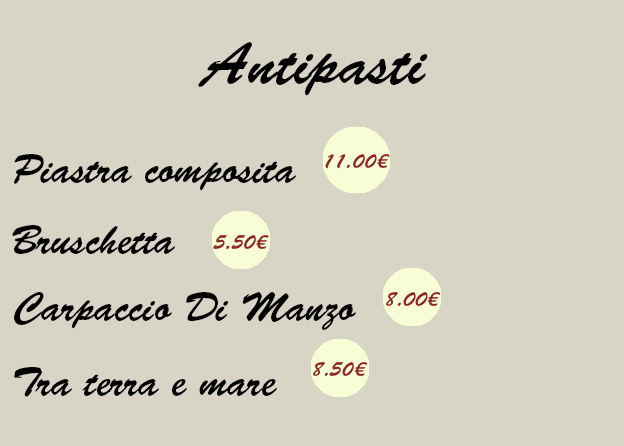 Antipasti
Piastra composita 11.00€
Bruschetta 5.50€
Carpaccio Di Manzo 8.00€
Tra terra e mare 8.50€